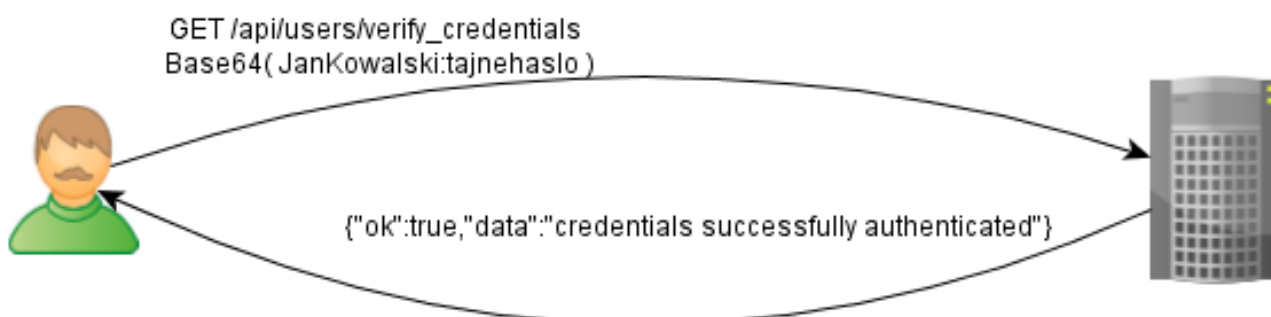 GET /api/users/verify_credentials
Base64( JanKowalski:tajnehaslo )
{"ok":true,"data":"credentials successfully authenticated"}